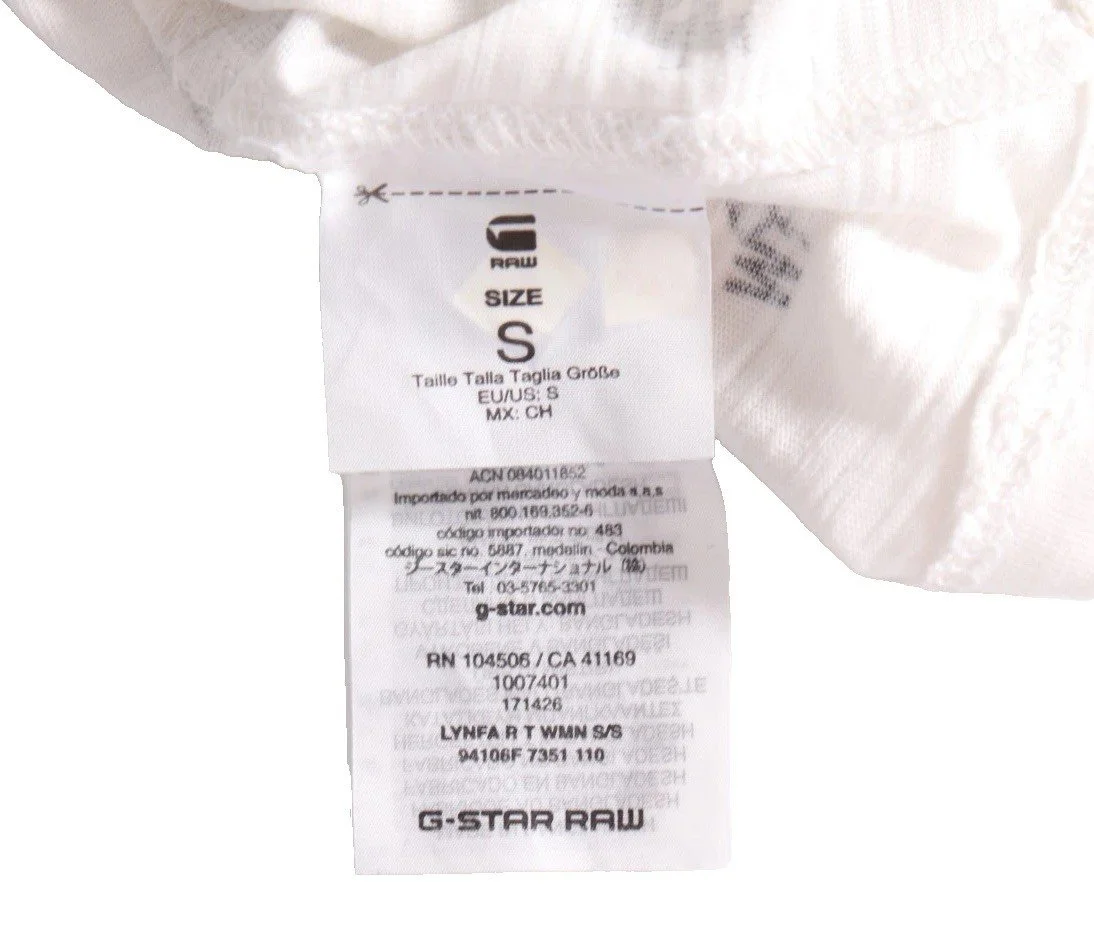 RAW
SIZE
S
Taille Talla Taglia Größe
EU/US: S
MX: CH
ACN 084011852
Importado por mercadeo y moda s.a.s
nit. 800.169.352-6
código importador no. 483
código sic no. 5887. medellin - Colombia
ジースターインターナショナル（株）
Tel 03-5765-3301
g-star.com
RN 104506 / CA 41169
1007401
171426
LYNFA R T WMN S/S
94106F 7351 110
G-STAR RAW